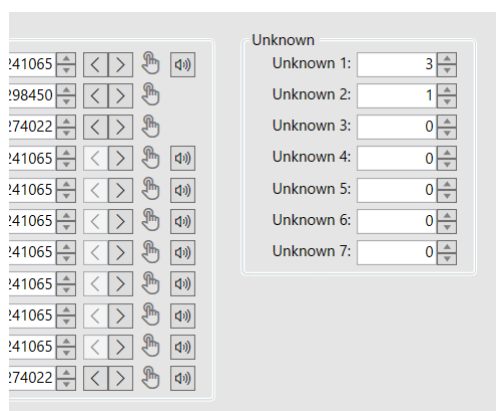 Unknown
241065
Unknown 1: 3
298450
Unknown 2: 1
274022
Unknown 3: 0
241065
Unknown 4: 0
241065
Unknown 5: 0
241065
Unknown 6: 0
241065
Unknown 7: 0
241065
241065
241065
274022